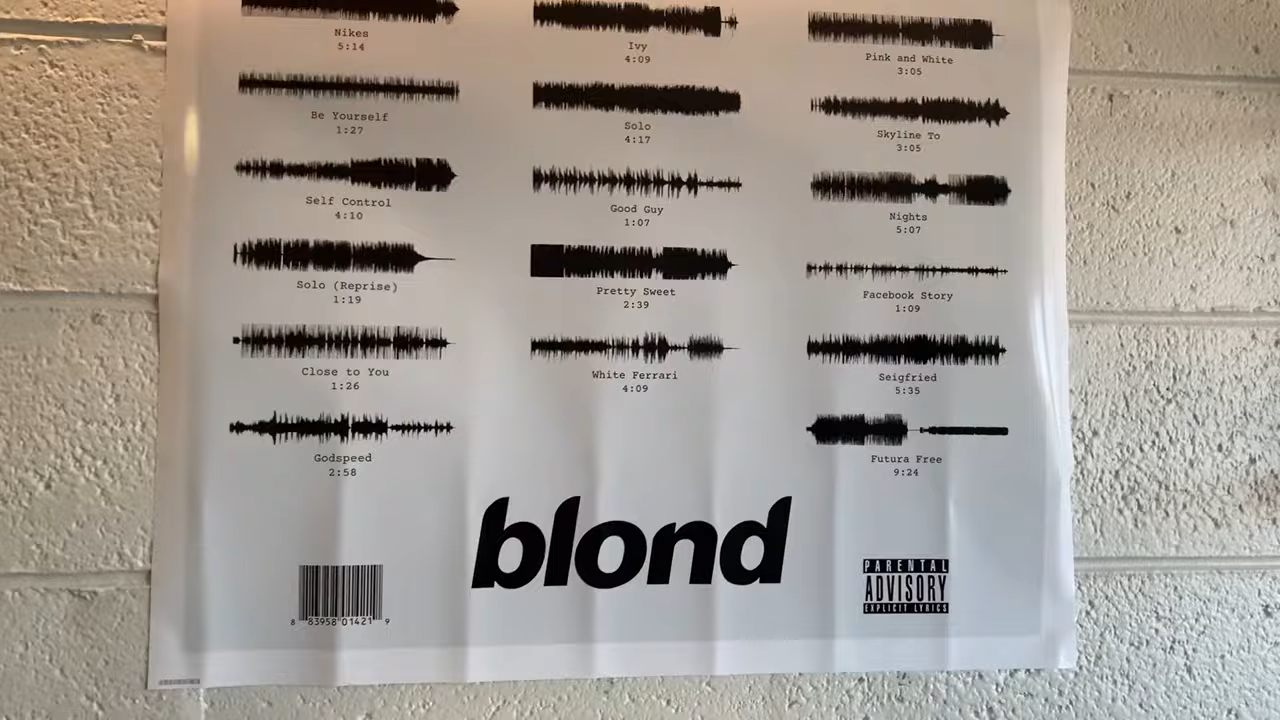 Nikes
5:14
Ivy
4:09
Pink and White
3:05
Be Yourself
1:27
Solo
4:17
Skyline To
3:05
Self Control
4:10
Good Guy
1:07
Nights
5:07
Solo (Reprise)
1:19
Pretty Sweet
2:39
Facebook Story
1:09
Close to You
1:26
White Ferrari
4:09
Seigfried
5:35
Godspeed
2:58
Futura Free
9:24
blond
8 83958 01421 9
PARENTAL
ADVISORY
EXPLICIT LYRICS